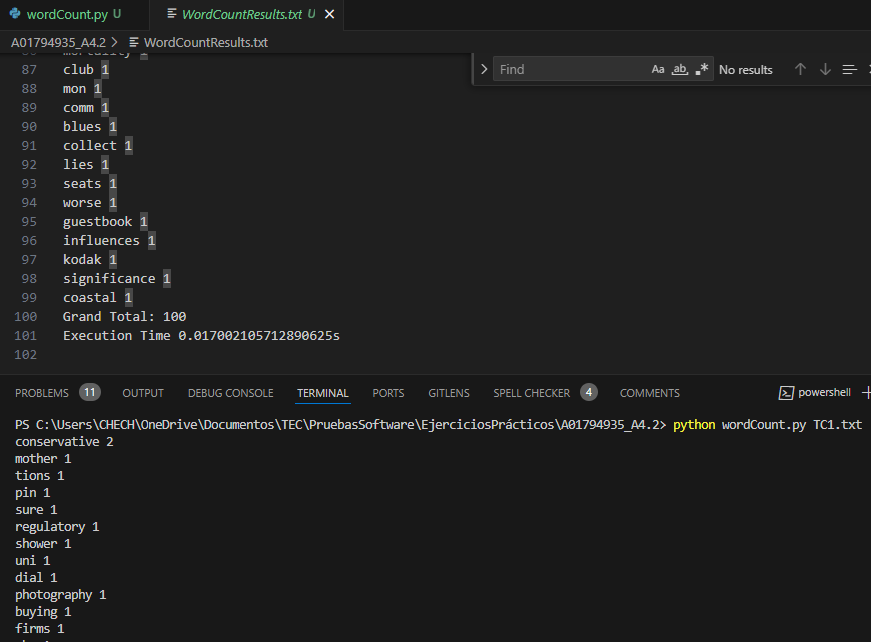 wordCount.py U
WordCountResults.txt U
A01794935_A4.2 > WordCountResults.txt
Find Aa ab .* No results
mortality 1
87 club 1
88 mon 1
89 comm 1
90 blues 1
91 collect 1
92 lies 1
93 seats 1
94 worse 1
95 guestbook 1
96 influences 1
97 kodak 1
98 significance 1
99 coastal 1
100 Grand Total: 100
101 Execution Time 0.017002105712890625s
102
PROBLEMS 11 OUTPUT DEBUG CONSOLE TERMINAL PORTS GITLENS SPELL CHECKER 4 COMMENTS powershell
PS C:\Users\CHECH\OneDrive\Documentos\TEC\PruebasSoftware\EjerciciosPrácticos\A01794935_A4.2> python wordCount.py TC1.txt
conservative 2
mother 1
tions 1
pin 1
sure 1
regulatory 1
shower 1
uni 1
dial 1
photography 1
buying 1
firms 1